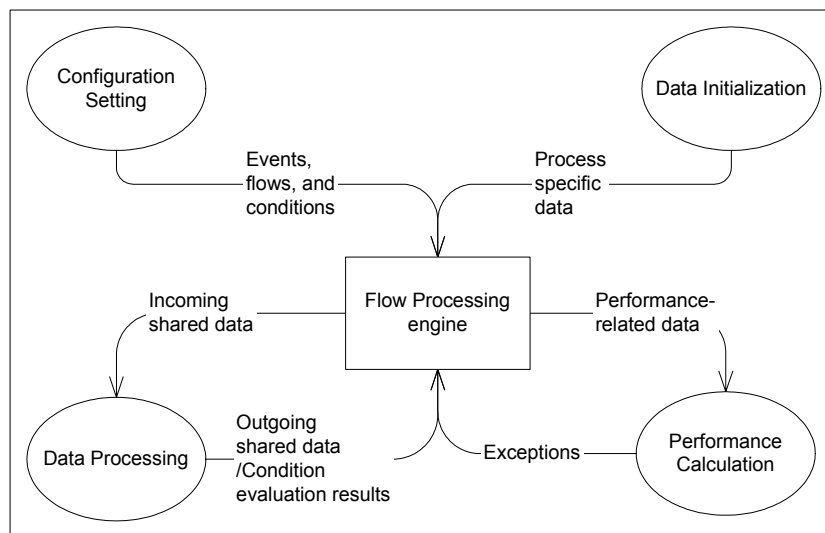 Configuration
Setting
Data Initialization
Events,
flows, and
conditions
Process
specific
data
Incoming
shared data
Flow Processing
engine
Performance-
related data
Data Processing
Outgoing
shared data
/Condition
evaluation results
Exceptions
Performance
Calculation